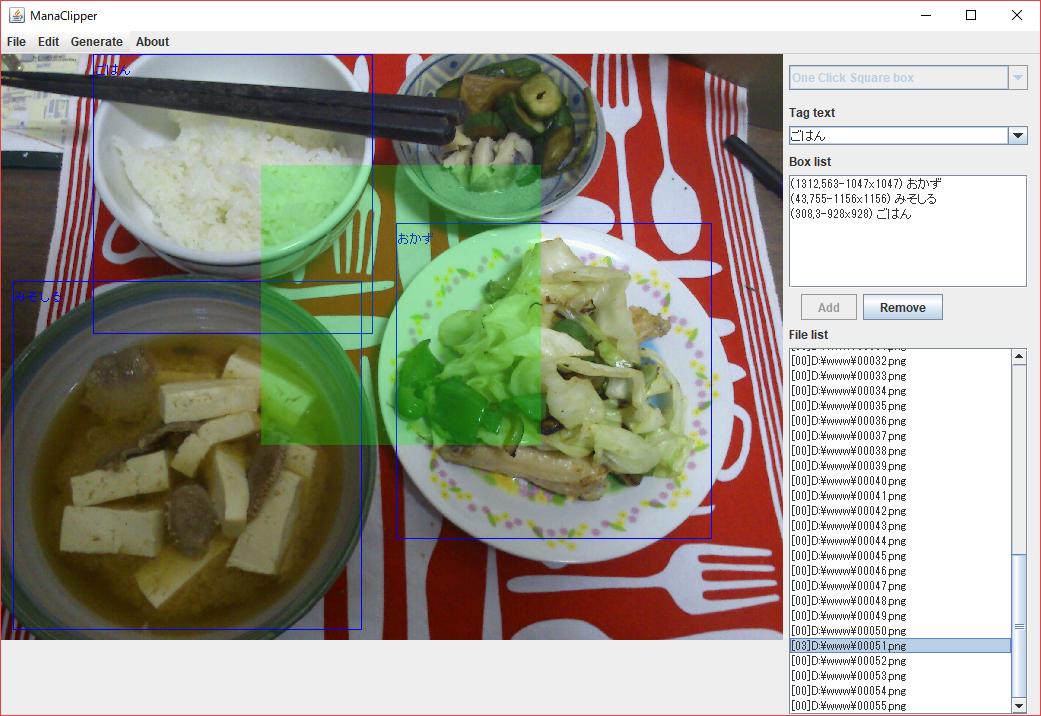 ManaClipper
File Edit Generate About
One Click Square box
Tag text
ごはん
Box list
(1312,563-1047x1047) おかず
(43,755-1156x1156) みそしる
(308,3-928x928) ごはん
Add Remove
File list
[00]D:¥www¥00032.png
[00]D:¥www¥00033.png
[00]D:¥www¥00034.png
[00]D:¥www¥00035.png
[00]D:¥www¥00036.png
[00]D:¥www¥00037.png
[00]D:¥www¥00038.png
[00]D:¥www¥00039.png
[00]D:¥www¥00040.png
[00]D:¥www¥00041.png
[00]D:¥www¥00042.png
[00]D:¥www¥00043.png
[00]D:¥www¥00044.png
[00]D:¥www¥00045.png
[00]D:¥www¥00046.png
[00]D:¥www¥00047.png
[00]D:¥www¥00048.png
[00]D:¥www¥00049.png
[00]D:¥www¥00050.png
[03]D:¥www¥00051.png
[00]D:¥www¥00052.png
[00]D:¥www¥00053.png
[00]D:¥www¥00054.png
[00]D:¥www¥00055.png
ごはん
おかず
みそしる